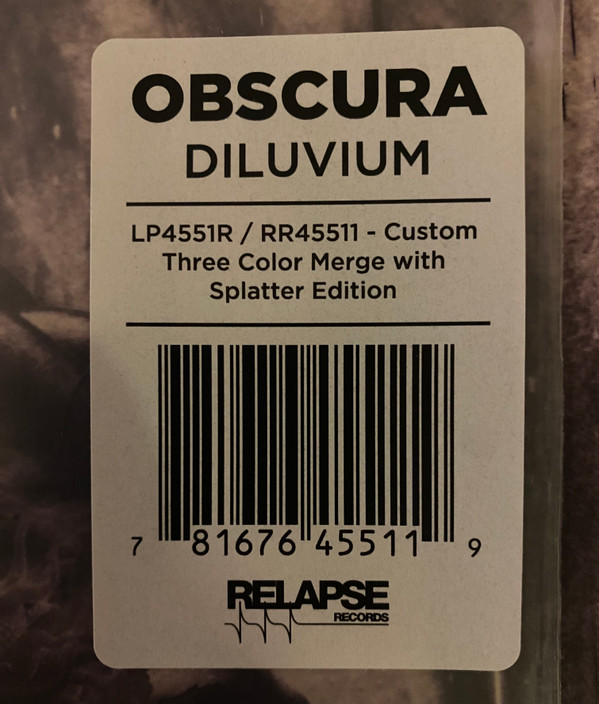 OBSCURA
DILUVIUM
LP4551R / RR45511 - Custom
Three Color Merge with
Splatter Edition
7 81676 45511 9
RELAPSE
RECORDS